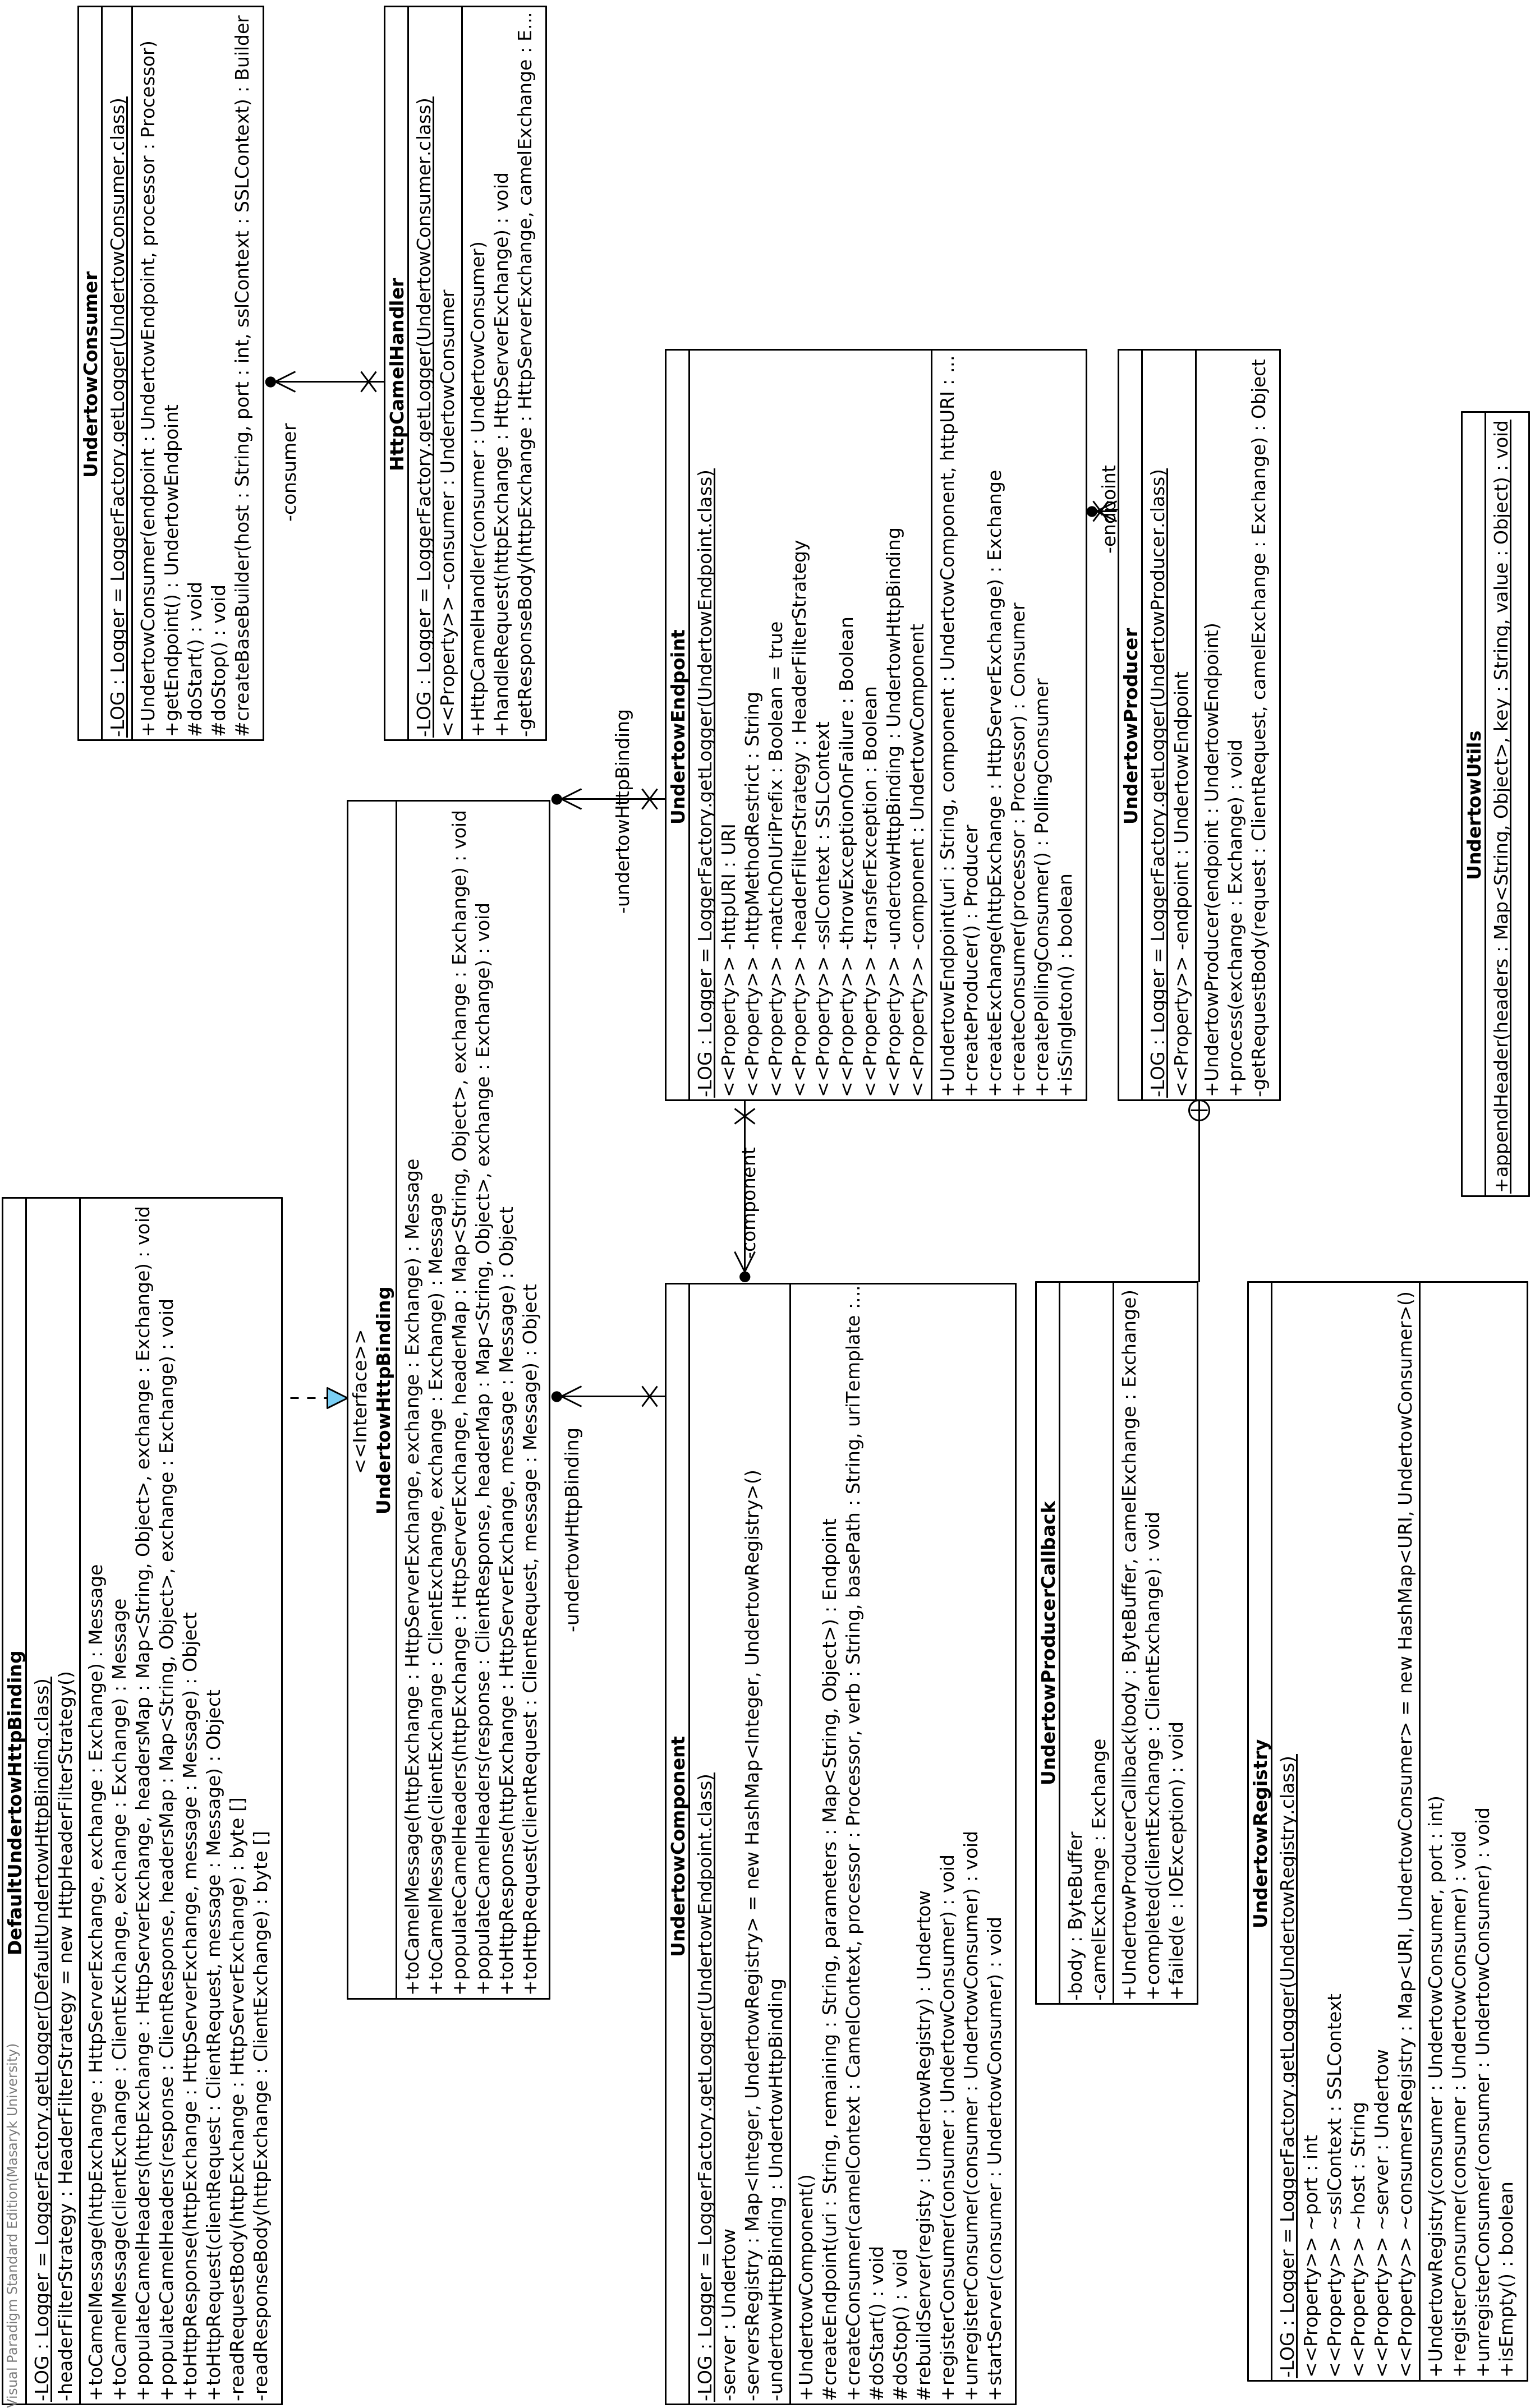 Visual Paradigm Standard Edition(Masaryk University)
DefaultUndertowHttpBinding
-LOG : Logger = LoggerFactory.getLogger(DefaultUndertowHttpBinding.class)
-headerFilterStrategy : HeaderFilterStrategy = new HttpHeaderFilterStrategy()
+toCamelMessage(httpExchange : HttpServerExchange, exchange : Exchange) : Message
+toCamelMessage(clientExchange : ClientExchange, exchange : Exchange) : Message
+populateCamelHeaders(httpExchange : HttpServerExchange, headersMap : Map<String, Object>, exchange : Exchange) : void
+populateCamelHeaders(response : ClientResponse, headersMap : Map<String, Object>, exchange : Exchange) : void
+toHttpResponse(httpExchange : HttpServerExchange, message : Message) : Object
+toHttpRequest(clientRequest : ClientRequest, message : Message) : Object
-readRequestBody(httpExchange : HttpServerExchange) : byte []
-readResponseBody(httpExchange : ClientExchange) : byte []
UndertowConsumer
-LOG : Logger = LoggerFactory.getLogger(UndertowConsumer.class)
+UndertowConsumer(endpoint : UndertowEndpoint, processor : Processor)
+getEndpoint() : UndertowEndpoint
#doStart() : void
#doStop() : void
#createBaseBuilder(host : String, port : int, sslContext : SSLContext) : Builder
-consumer
<<Interface>>
UndertowHttpBinding
+toCamelMessage(httpExchange : HttpServerExchange, exchange : Exchange) : Message
+toCamelMessage(clientExchange : ClientExchange, exchange : Exchange) : Message
+populateCamelHeaders(httpExchange : HttpServerExchange, headerMap : Map<String, Object>, exchange : Exchange) : void
+populateCamelHeaders(response : ClientResponse, headerMap : Map<String, Object>, exchange : Exchange) : void
+toHttpResponse(httpExchange : HttpServerExchange, message : Message) : Object
+toHttpRequest(clientRequest : ClientRequest, message : Message) : Object
HttpCamelHandler
-LOG : Logger = LoggerFactory.getLogger(UndertowConsumer.class)
<<Property>> -consumer : UndertowConsumer
+HttpCamelHandler(consumer : UndertowConsumer)
+handleRequest(httpExchange : HttpServerExchange) : void
-getResponseBody(httpExchange : HttpServerExchange, camelExchange : E...
-undertowHttpBinding
-undertowHttpBinding
UndertowComponent
-LOG : Logger = LoggerFactory.getLogger(UndertowEndpoint.class)
-server : Undertow
-serversRegistry : Map<Integer, UndertowRegistry> = new HashMap<Integer, UndertowRegistry>()
-undertowHttpBinding : UndertowHttpBinding
+UndertowComponent()
#createEndpoint(uri : String, remaining : String, parameters : Map<String, Object>) : Endpoint
+createConsumer(camelContext : CamelContext, processor : Processor, verb : String, basePath : String, uriTemplate :...
#doStart() : void
#doStop() : void
#rebuildServer(registy : UndertowRegistry) : Undertow
+registerConsumer(consumer : UndertowConsumer) : void
+unregisterConsumer(consumer : UndertowConsumer) : void
+startServer(consumer : UndertowConsumer) : void
-component
UndertowEndpoint
-LOG : Logger = LoggerFactory.getLogger(UndertowEndpoint.class)
<<Property>> -httpURI : URI
<<Property>> -httpMethodRestrict : String
<<Property>> -matchOnUriPrefix : Boolean = true
<<Property>> -headerFilterStrategy : HeaderFilterStrategy
<<Property>> -sslContext : SSLContext
<<Property>> -throwExceptionOnFailure : Boolean
<<Property>> -transferException : Boolean
<<Property>> -undertowHttpBinding : UndertowHttpBinding
<<Property>> -component : UndertowComponent
+UndertowEndpoint(uri : String, component : UndertowComponent, httpURI : ...
+createProducer() : Producer
+createExchange(httpExchange : HttpServerExchange) : Exchange
+createConsumer(processor : Processor) : Consumer
+createPollingConsumer() : PollingConsumer
+isSingleton() : boolean
-endpoint
UndertowProducerCallback
-body : ByteBuffer
-camelExchange : Exchange
+UndertowProducerCallback(body : ByteBuffer, camelExchange : Exchange)
+completed(clientExchange : ClientExchange) : void
+failed(e : IOException) : void
UndertowProducer
-LOG : Logger = LoggerFactory.getLogger(UndertowProducer.class)
<<Property>> -endpoint : UndertowEndpoint
+UndertowProducer(endpoint : UndertowEndpoint)
+process(exchange : Exchange) : void
-getRequestBody(request : ClientRequest, camelExchange : Exchange) : Object
UndertowRegistry
-LOG : Logger = LoggerFactory.getLogger(UndertowRegistry.class)
<<Property>> ~port : int
<<Property>> ~sslContext : SSLContext
<<Property>> ~host : String
<<Property>> ~server : Undertow
<<Property>> ~consumersRegistry : Map<URI, UndertowConsumer> = new HashMap<URI, UndertowConsumer>()
+UndertowRegistry(consumer : UndertowConsumer, port : int)
+registerConsumer(consumer : UndertowConsumer) : void
+unregisterConsumer(consumer : UndertowConsumer) : void
+isEmpty() : boolean
UndertowUtils
+appendHeader(headers : Map<String, Object>, key : String, value : Object) : void